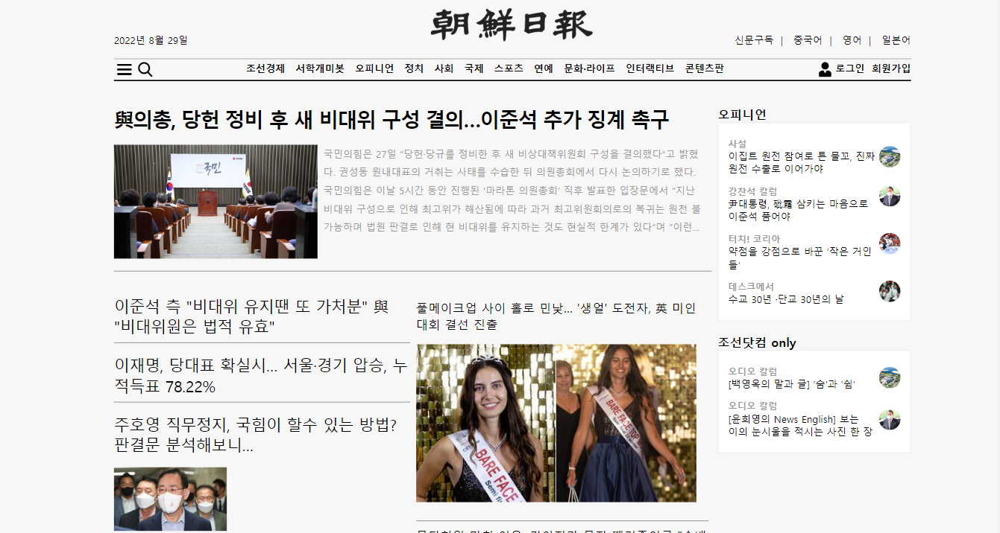 朝鮮日報
2022년 8월 29일
신문구독 | 중국어 | 영어 | 일본어
조선경제 서학개미봇 오피니언 정치 사회 국제 스포츠 연예 문화·라이프 인터랙티브 콘텐츠판 로그인 회원가입
與의총, 당헌 정비 후 새 비대위 구성 결의…이준석 추가 징계 촉구
국민
국민의힘은 27일 “당헌·당규를 정비한 후 새 비상대책위원회 구성을 결의했다”고 밝혔
다. 권성동 원내대표의 거취는 사태를 수습한 뒤 의원총회에서 다시 논의하기로 했다.
국민의힘은 이날 5시간 동안 진행된 ‘마라톤 의원총회’ 직후 발표한 입장문에서 “지난
비대위 구성으로 인해 최고위가 해산됨에 따라 과거 최고위원회의로의 복귀는 원천 불
가능하며 법원 판결로 인해 현 비대위를 유지하는 것도 현실적 한계가 있다”며 “이런...
이준석 측 "비대위 유지땐 또 가처분" 與
"비대위원은 법적 유효"
이재명, 당대표 확실시... 서울·경기 압승, 누
적득표 78.22%
주호영 직무정지, 국힘이 할수 있는 방법?
판결문 분석해보니...
풀메이크업 사이 홀로 민낯... '생얼' 도전자, 英 미인
대회 결선 진출
BARE FACE TOP
Semi fi
BARE FACE TOP
오피니언
사설
이집트 원전 참여로 튼 물꼬, 진짜
원전 수출로 이어가야
강찬석 칼럼
尹대통령, 砒霜 삼키는 마음으로
이준석 품어야
터치! 코리아
약점을 강점으로 바꾼 ‘작은 거인
들’
데스크에서
수교 30년 ·단교 30년의 날
조선닷컴 only
오디오 칼럼
[백영옥의 말과 글] '숨'과 '쉼'
오디오 칼럼
[윤희영의 News English] 보는
이의 눈시울을 적시는 사진 한 장